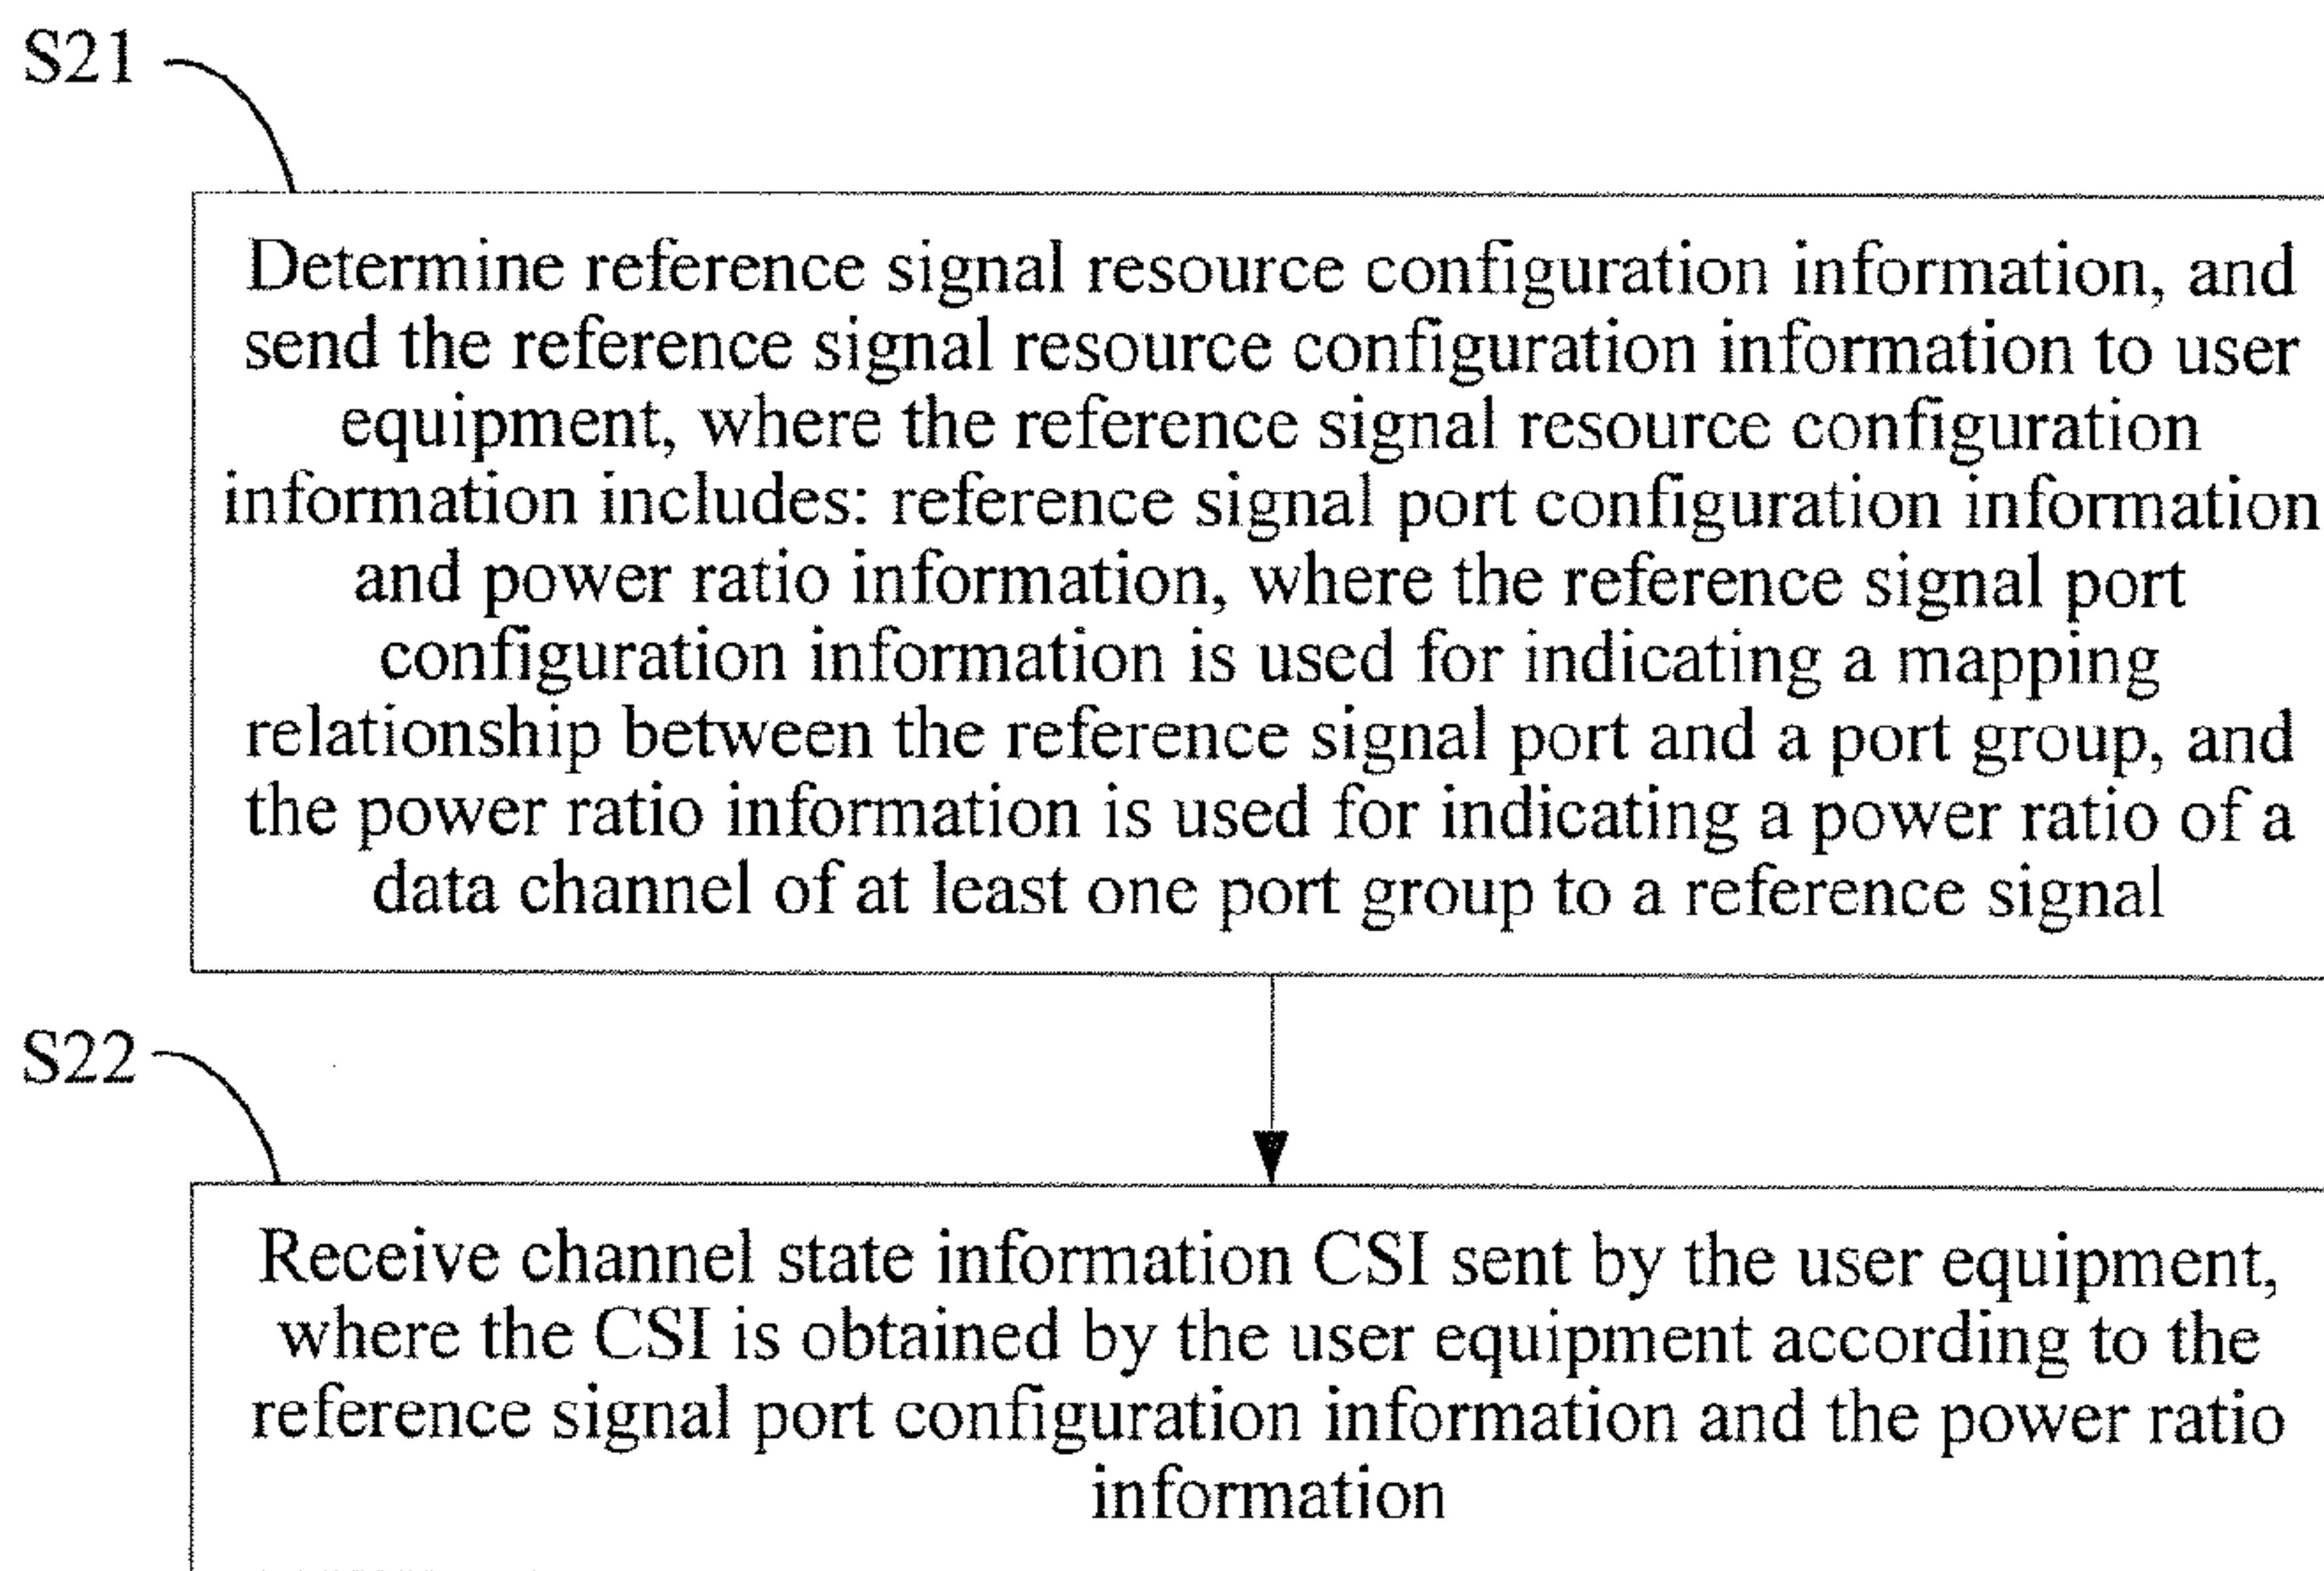 S21
Determine reference signal resource configuration information, and
send the reference signal resource configuration information to user
equipment, where the reference signal resource configuration
information includes: reference signal port configuration information
and power ratio information, where the reference signal port
configuration information is used for indicating a mapping
relationship between the reference signal port and a port group, and
the power ratio information is used for indicating a power ratio of a
data channel of at least one port group to a reference signal
S22
Receive channel state information CSI sent by the user equipment,
where the CSI is obtained by the user equipment according to the
reference signal port configuration information and the power ratio
information